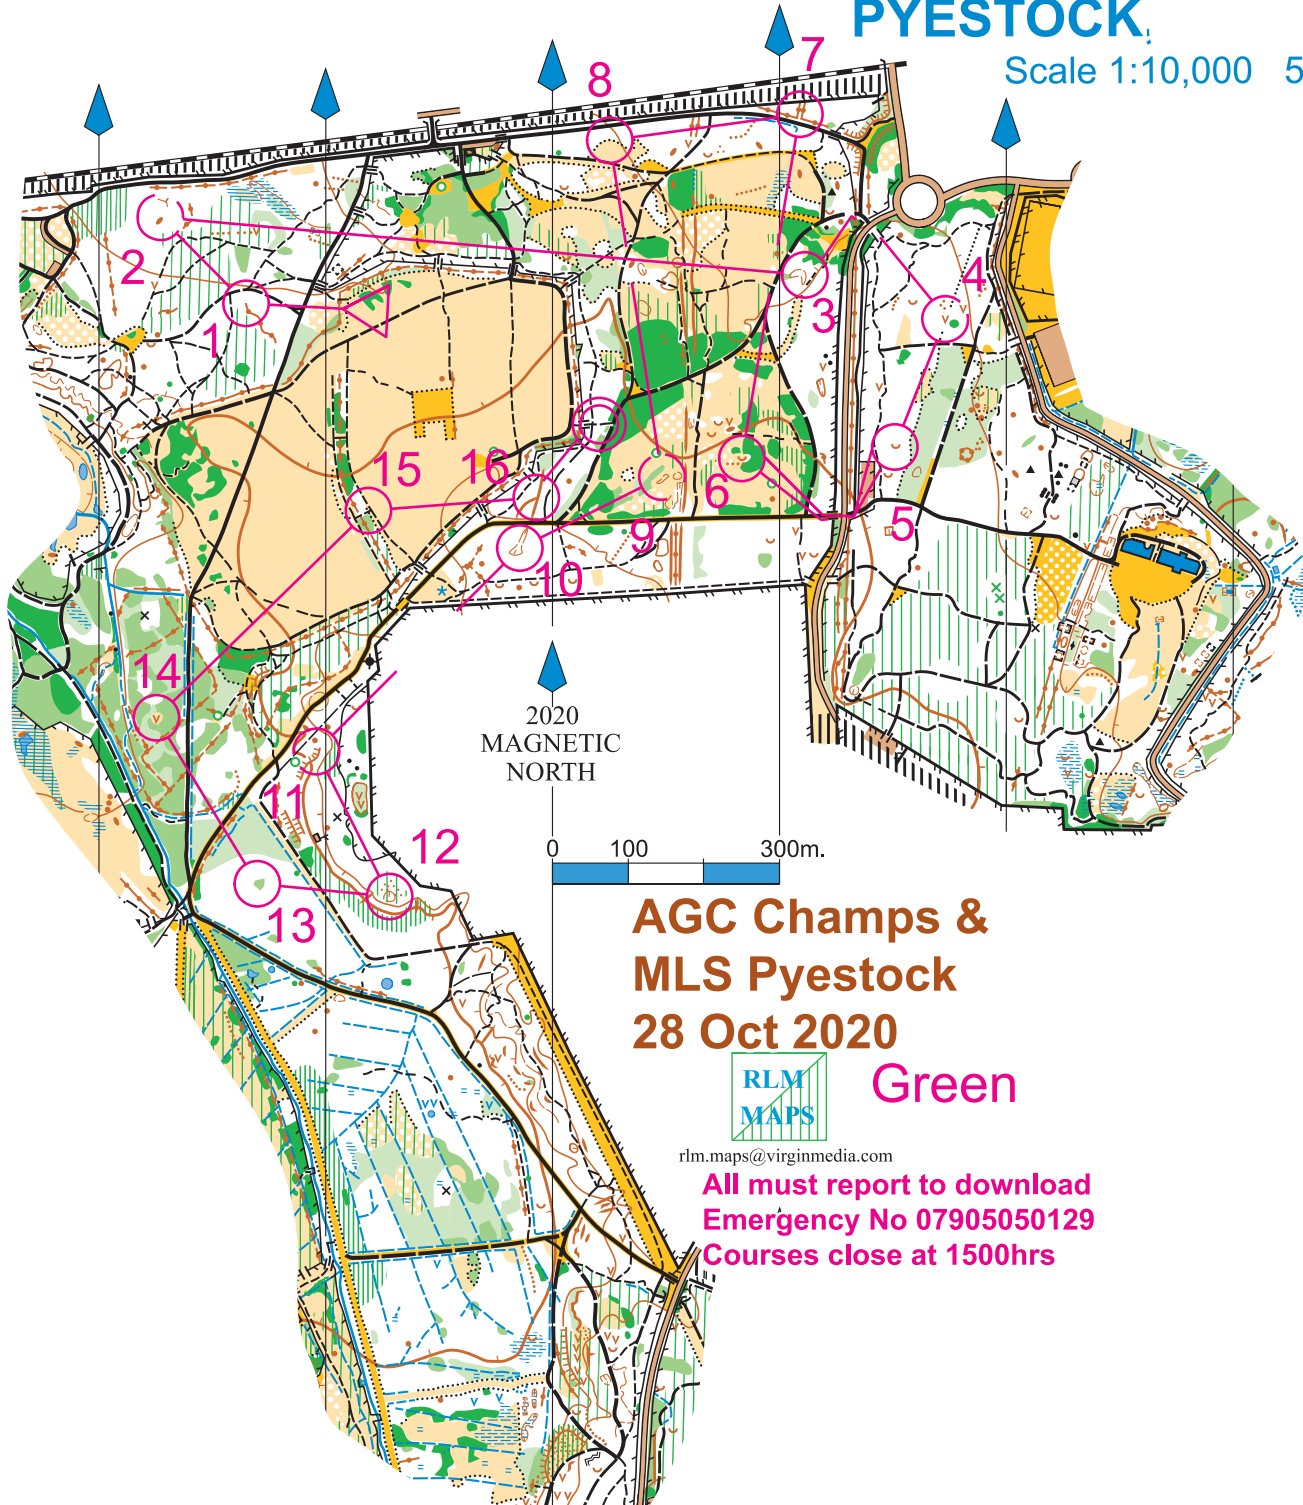 PYESTOCK
Scale 1:10,000 5
7
8
2
4
3
1
15
16
6
5
9
10
14
2020
MAGNETIC
NORTH
11
12
0 100 300m.
13
AGC Champs &
MLS Pyestock
28 Oct 2020
RLM
MAPS
Green
rlm.maps@virginmedia.com
All must report to download
Emergency No 07905050129
Courses close at 1500hrs